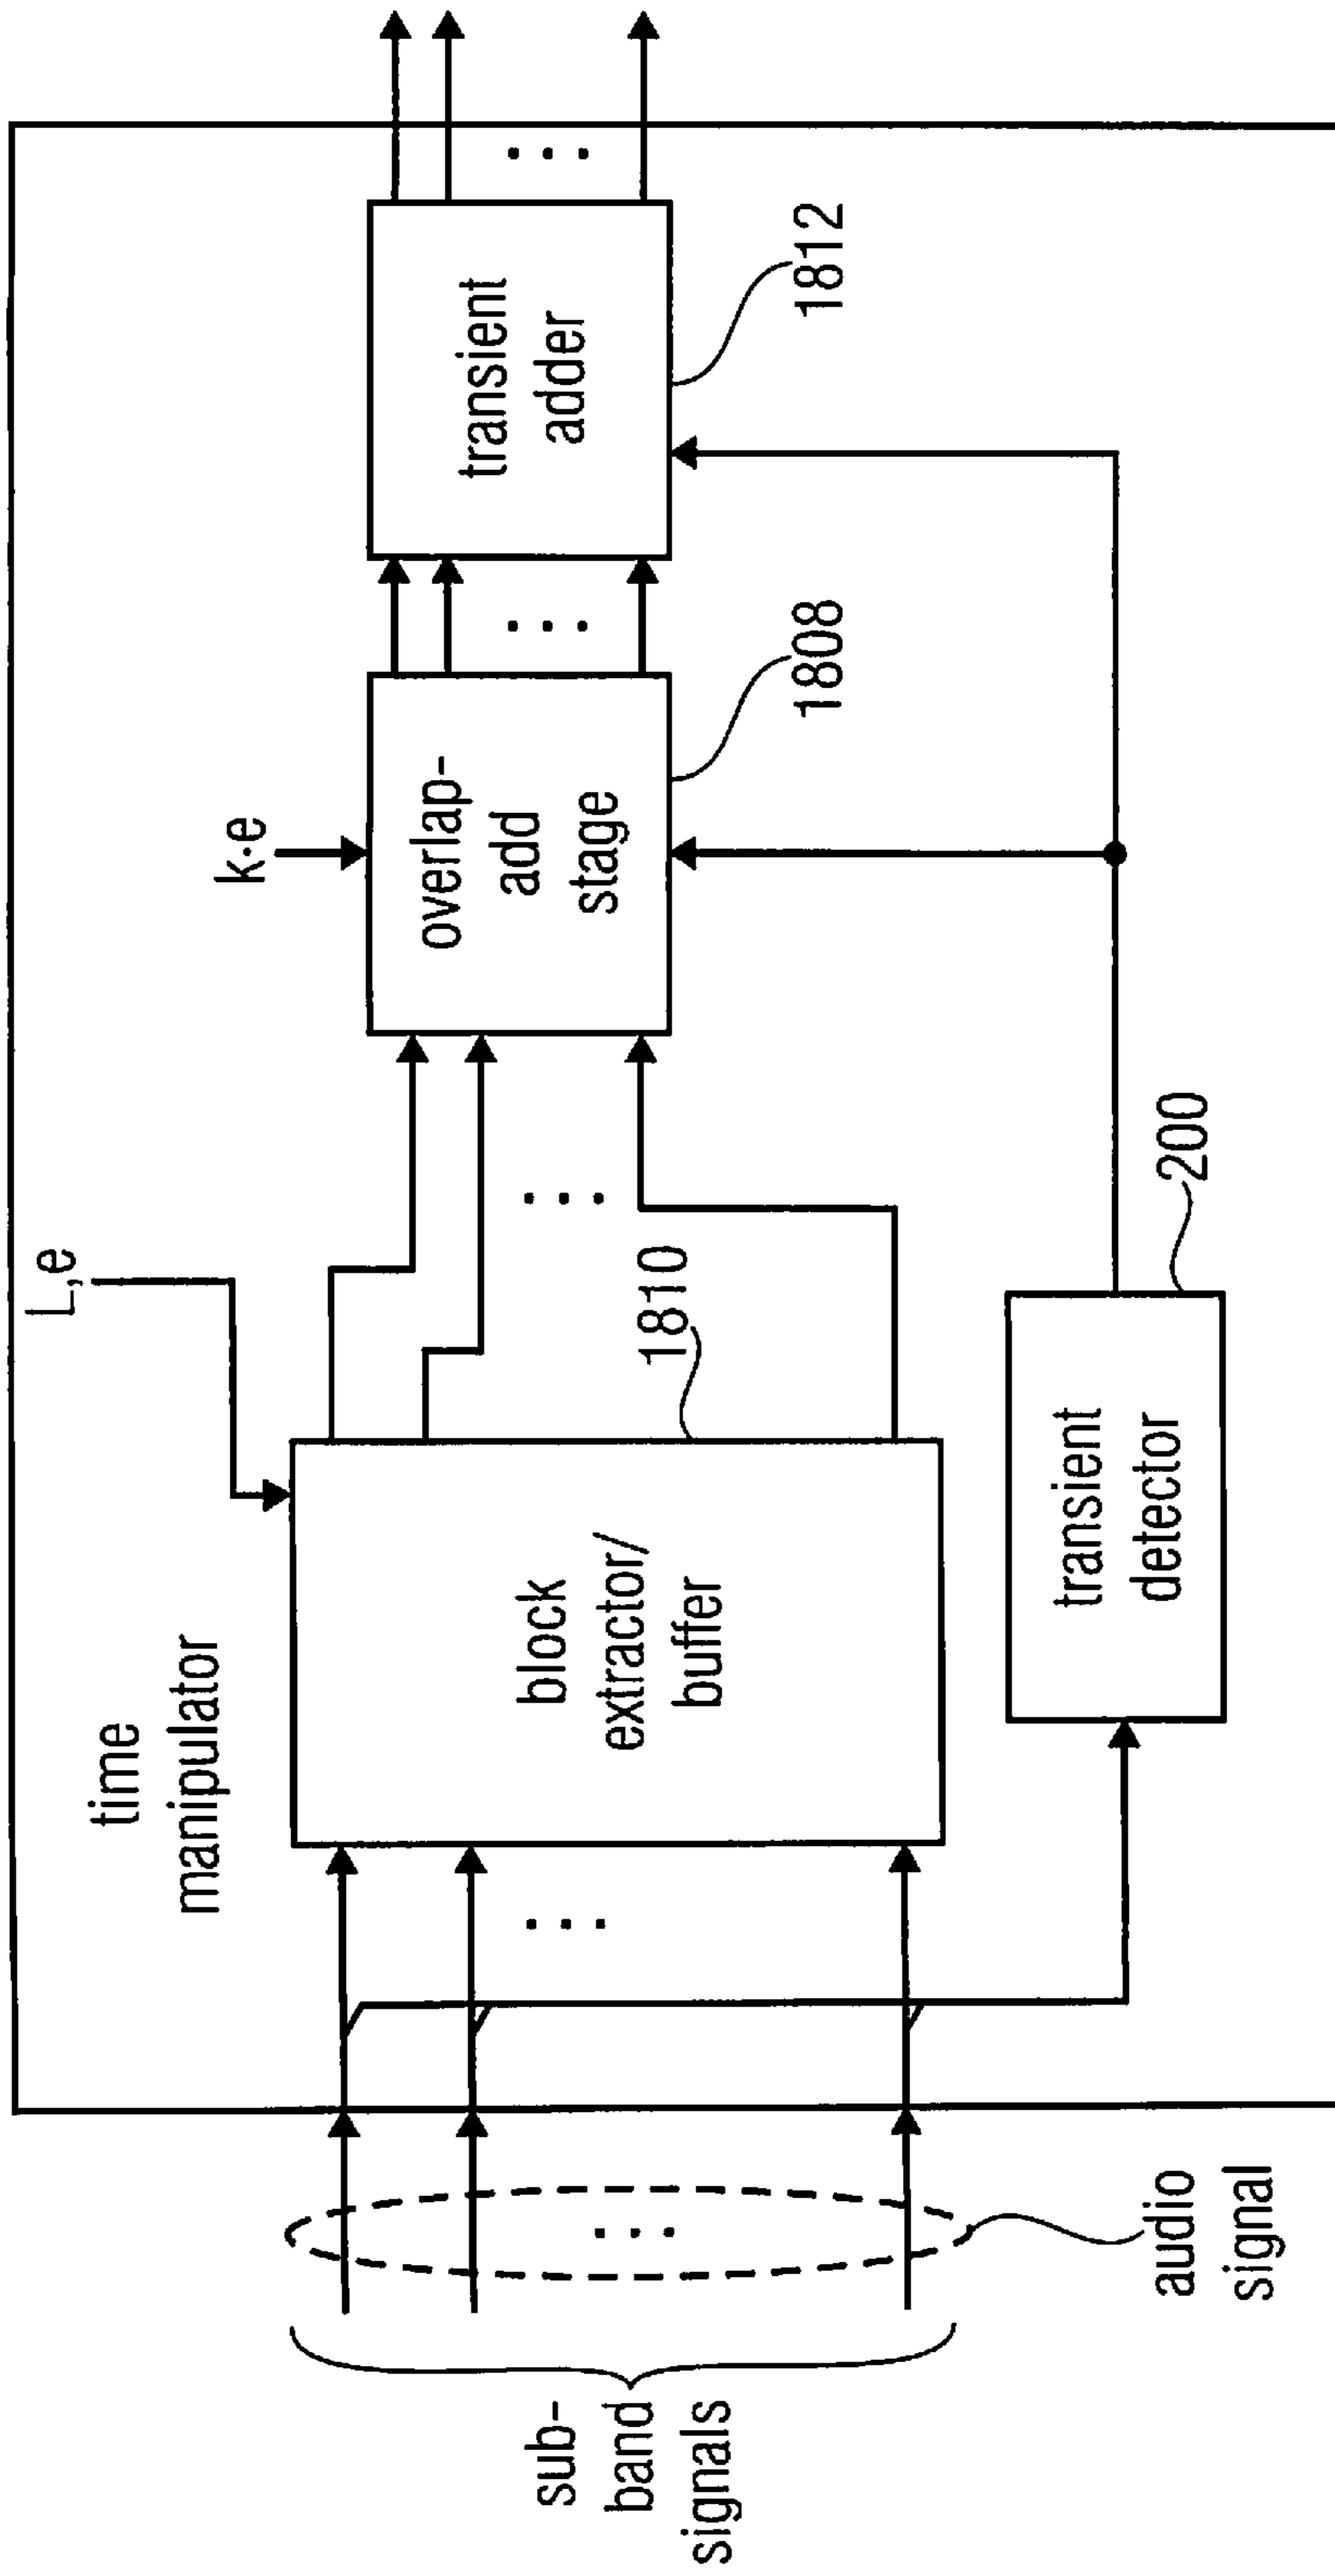 time
manipulator
L,e
k·e
sub-
band
signals
audio
signal
block
extractor/
buffer
1810
overlap-
add
stage
1808
transient
adder
1812
transient
detector
200